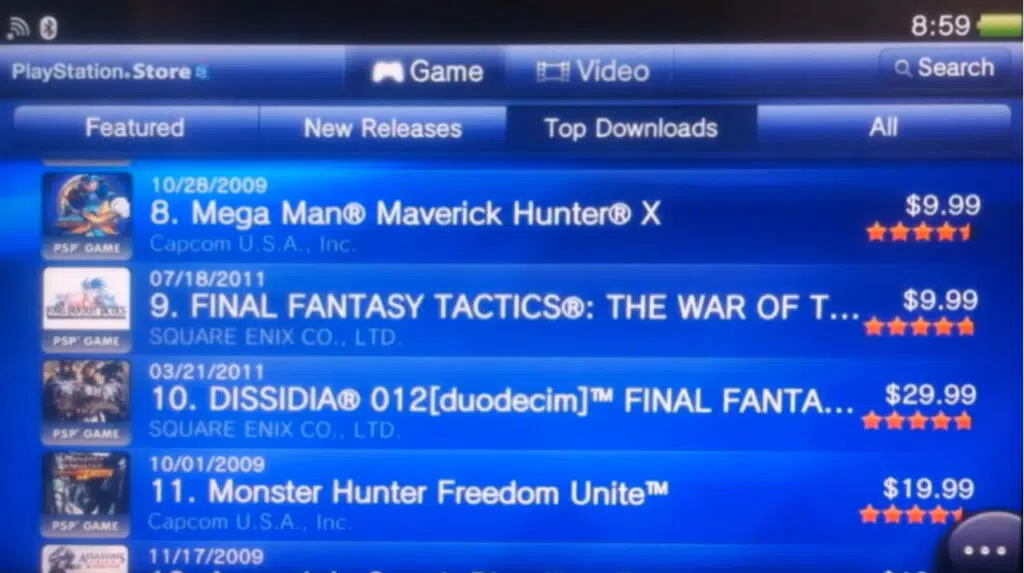 8:59
PlayStation®Store
Game
Video
Search
Featured
New Releases
Top Downloads
All
10/28/2009
8. Mega Man® Maverick Hunter® X
$9.99
Capcom U.S.A., Inc.
PSP® GAME
07/18/2011
9. FINAL FANTASY TACTICS®: THE WAR OF T...
$9.99
SQUARE ENIX CO., LTD.
FINAL FANTASY TACTICS
PSP® GAME
03/21/2011
10. DISSIDIA® 012[duodecim]™ FINAL FANTA...
$29.99
SQUARE ENIX CO., LTD.
PSP® GAME
10/01/2009
11. Monster Hunter Freedom Unite™
$19.99
Capcom U.S.A., Inc.
PSP® GAME
11/17/2009
ASSASSIN'S